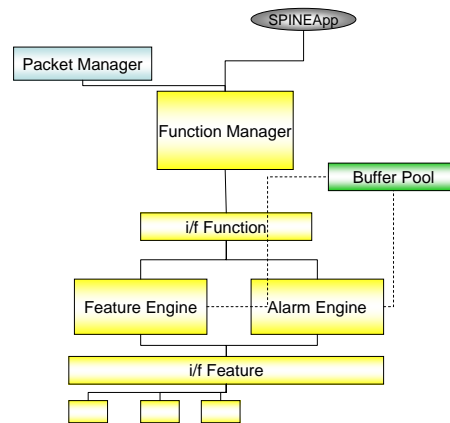 SPINEApp
Packet Manager
Function Manager
Buffer Pool
i/f Function
Feature Engine
Alarm Engine
i/f Feature